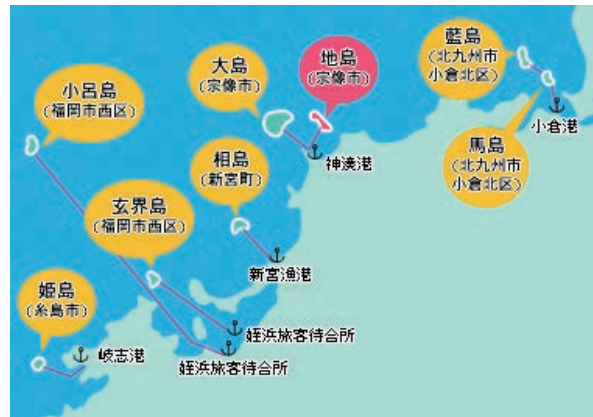 藍島
(北九州市
小倉北区)
大島
(宗像市)
地島
(宗像市)
小呂島
(福岡市西区)
小倉港
神湊港
馬島
(北九州市
小倉北区)
相島
(新宮町)
玄界島
(福岡市西区)
新宮漁港
姫島
(糸島市)
姪浜旅客待合所
岐志港
姪浜旅客待合所